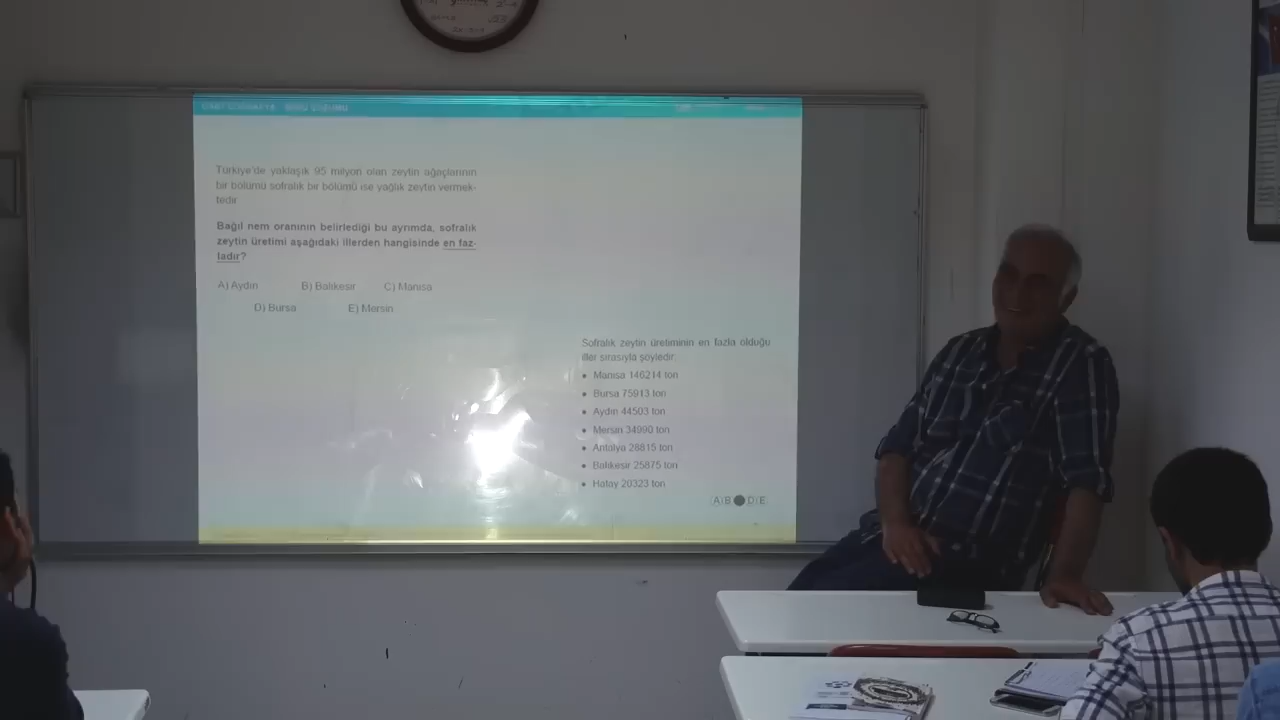 SORU ÇÖZÜMÜ
Türkiye'de yaklaşık 95 milyon olan zeytin ağaçlarının
bir bölümü sofralık bir bölümü ise yağlık zeytin vermek-
tedir
Bağıl nem oranının belirlediği bu ayrımda, sofralık
zeytin üretimi aşağıdaki illerden hangisinde en faz-
ladır?
A) Aydın B) Balıkesir C) Manisa
D) Bursa E) Mersin
Sofralık zeytin üretiminin en fazla olduğu
iller sırasıyla şöyledir:
• Manisa 146214 ton
• Bursa 75913 ton
• Aydın 44503 ton
• Mersin 34990 ton
• Antalya 28815 ton
• Balıkesir 25875 ton
• Hatay 20323 ton
A B D E